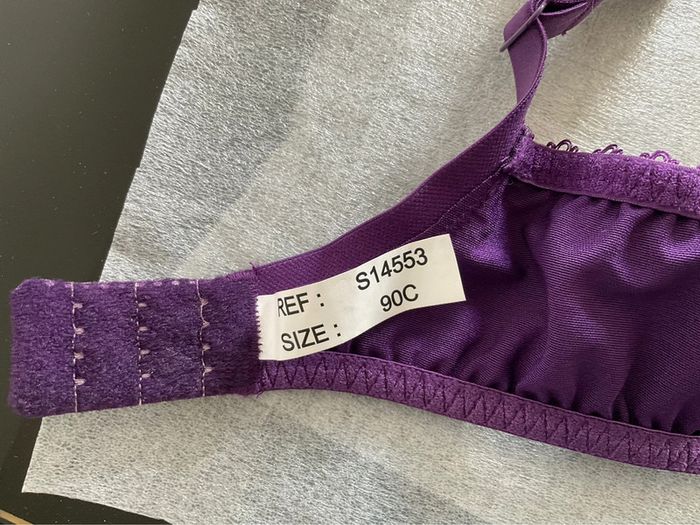 REF : S14553
SIZE : 90C